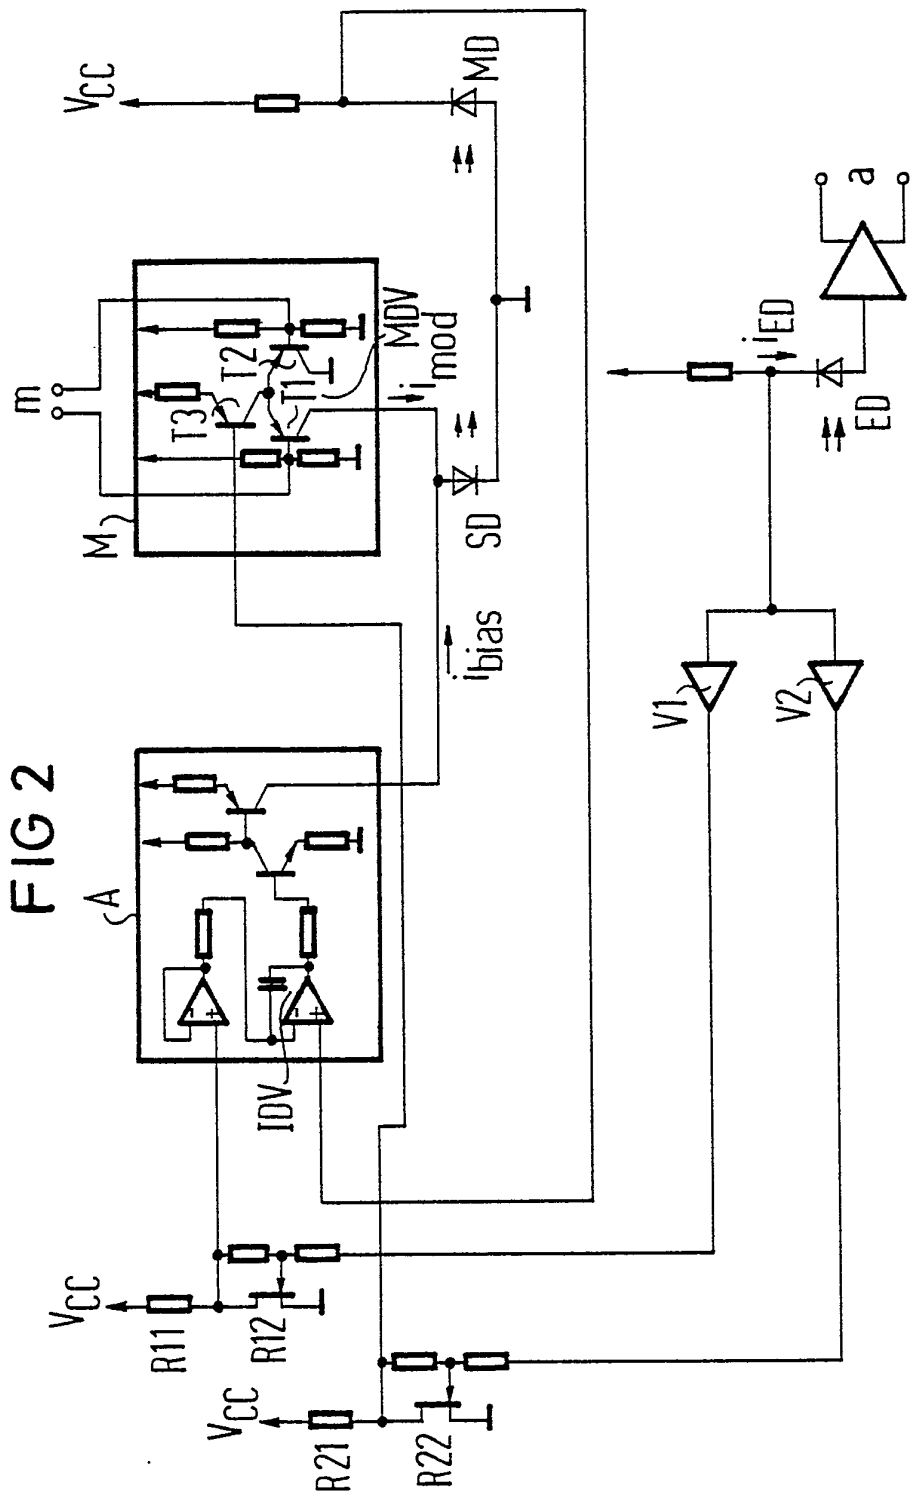 FIG 2
V_CC
R11
R12
V_CC
R21
R22
A
IDV
- +
- +
i_bias
M
m
T3
T2
T1
MDV
i_mod
SD
V_CC
MD
V1
V2
i_ED
ED
a